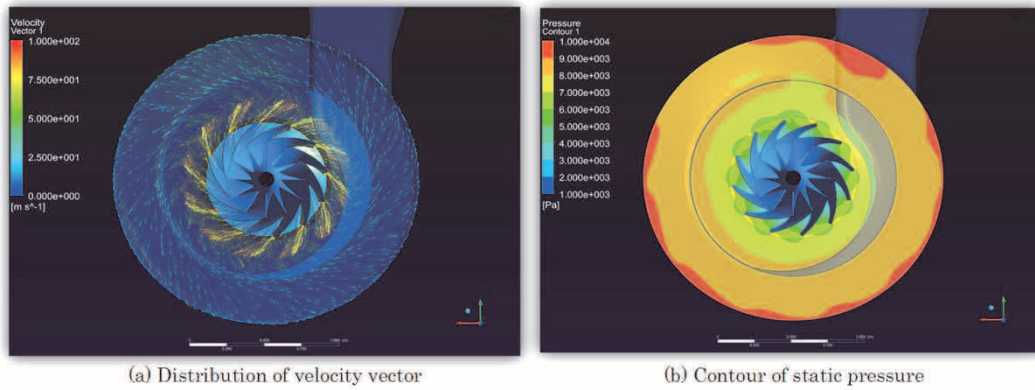 Velocity
Vector 1
1.000e+002
7.500e+001
5.000e+001
2.501e+001
0.000e+000
[m s^-1]
(a) Distribution of velocity vector
Pressure
Contour 1
1.000e+004
9.000e+003
8.000e+003
7.000e+003
6.000e+003
5.000e+003
4.000e+003
3.000e+003
2.000e+003
1.000e+003
[Pa]
(b) Contour of static pressure